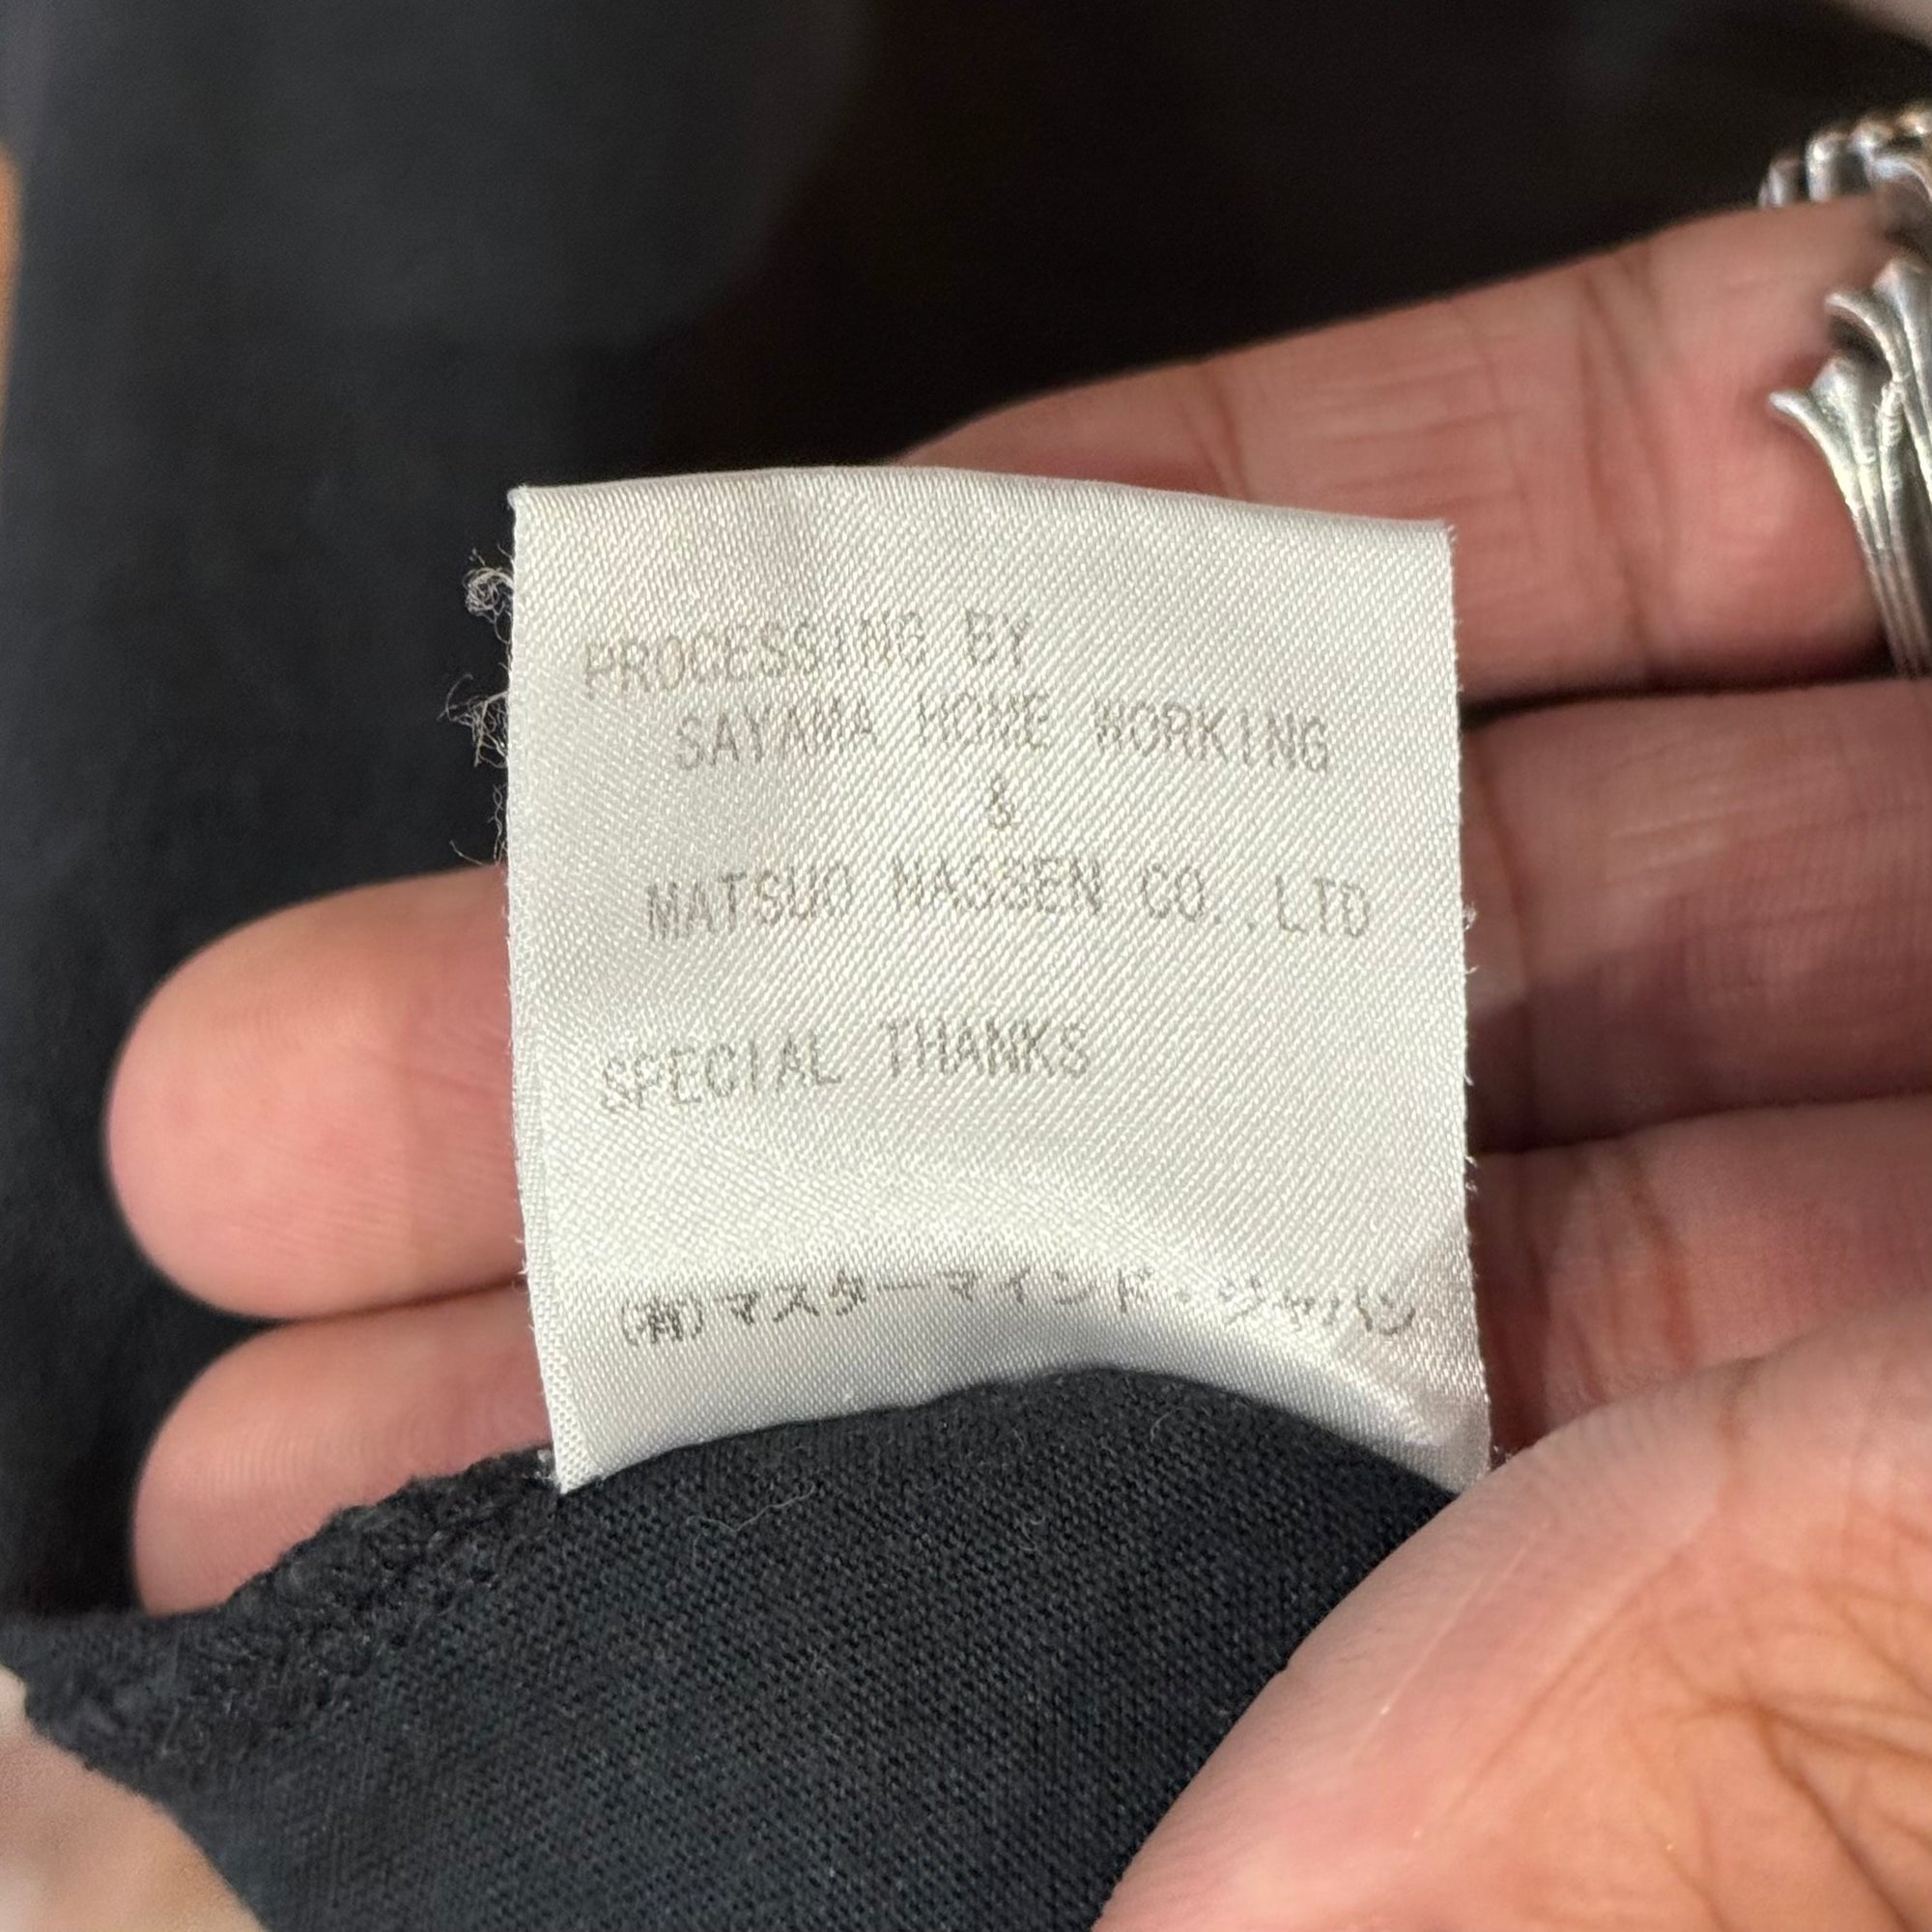 PROCESSING BY
SAYAMA HOME WORKING
&
MATSUO NASSEN CO.,LTD
SPECIAL THANKS
(有)マスターマインド・ジャパン